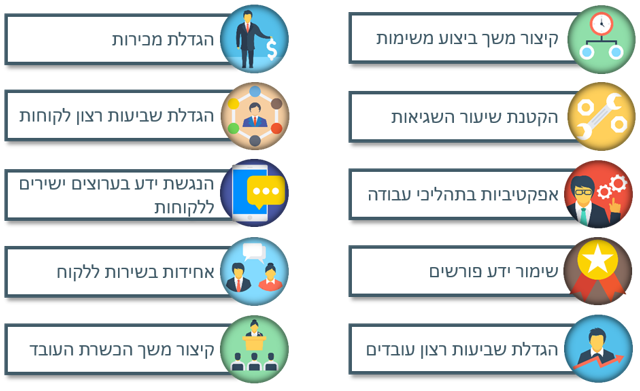 קיצור משך ביצוע משימות
הקטנת שיעור השגיאות
אפקטיביות בתהליכי עבודה
שימור ידע פורשים
הגדלת שביעות רצון עובדים
הגדלת מכירות
הגדלת שביעות רצון לקוחות
הנגשת ידע בערוצים ישירים
ללקוחות
אחידות בשירות ללקוח
קיצור משך הכשרת העובד